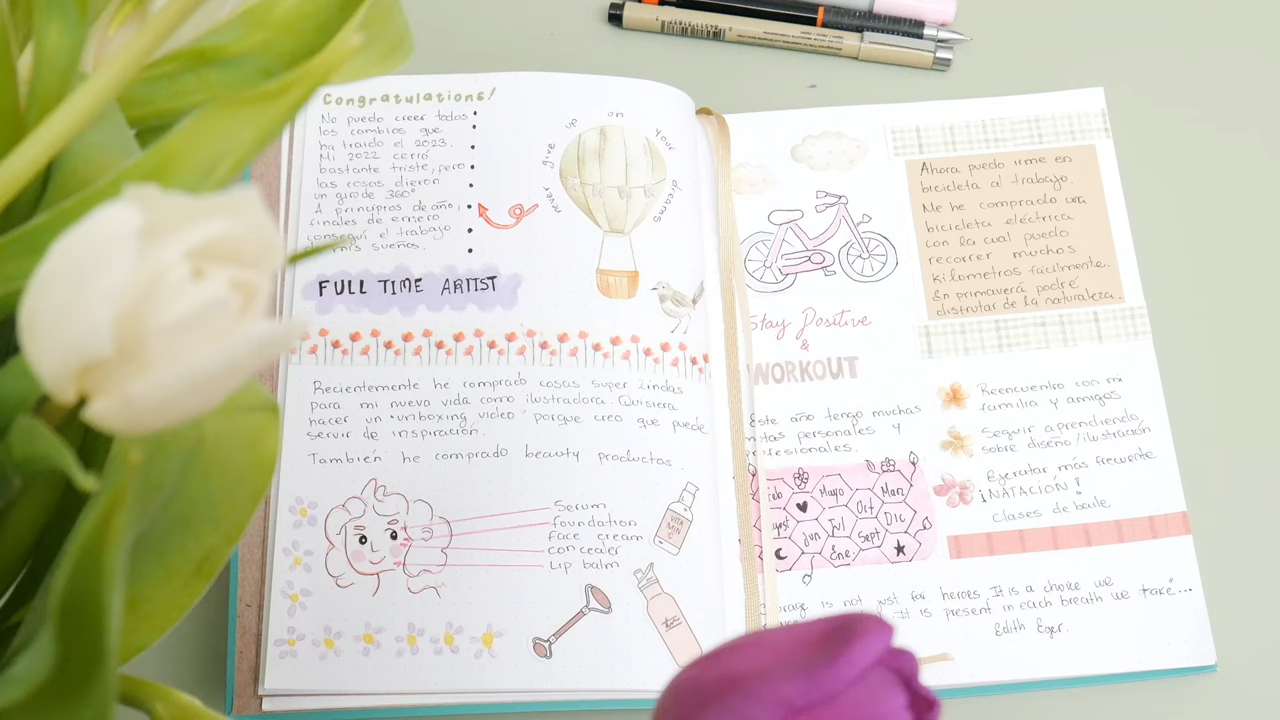 Congratulations!
No puedo creer todos
los cambios que
ha traído el 2023.
Mi 2022 cerró
bastante triste, pero
las cosas dieron
un giro de 360°
A principios de año,
finales de enero
conseguí el trabajo
de mis sueños.
never give up on your dreams
FULL TIME ARTIST
Recientemente he comprado cosas super lindas
para mi nueva vida como ilustradora. Quisiera
hacer un "unboxing video" porque creo que puede
servir de inspiración.
También he comprado beauty productos.
Serum
foundation
face cream
concealer
Lip balm
VITA
MIN
C
Stay Positive
&
WORKOUT
Este año tengo muchas
metas personales y
profesionales.
Feb
Mayo
Mar
Oct
Jul
Dic
Jun
Sept
Ene
Ahora puedo irme en
bicicleta al trabajo.
Me he comprado una
bicicleta eléctrica
con la cual puedo
recorrer muchos
kilometros facilmente.
En primavera podré
disfrutar de la naturaleza.
Reencuentro con mi
familia y amigos
Seguir aprendiendo
sobre diseño/ilustración
Ejercitar más frecuente
¡NATACIÓN!
clases de baile
is not just for heroes. It is a choice we
It is present in each breath we take"...
Edith Eger.